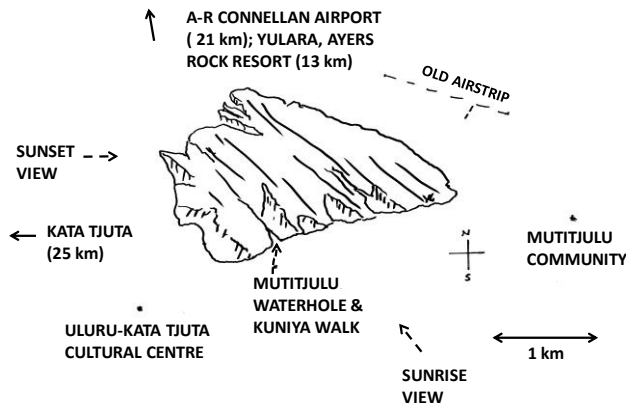 A-R CONNELLAN AIRPORT
( 21 km); YULARA, AYERS
ROCK RESORT (13 km)
OLD AIRSTRIP
SUNSET
VIEW
KATA TJUTA
(25 km)
N
S
MUTITJULU
COMMUNITY
MUTITJULU
WATERHOLE &
KUNIYA WALK
ULURU-KATA TJUTA
CULTURAL CENTRE
1 km
SUNRISE
VIEW